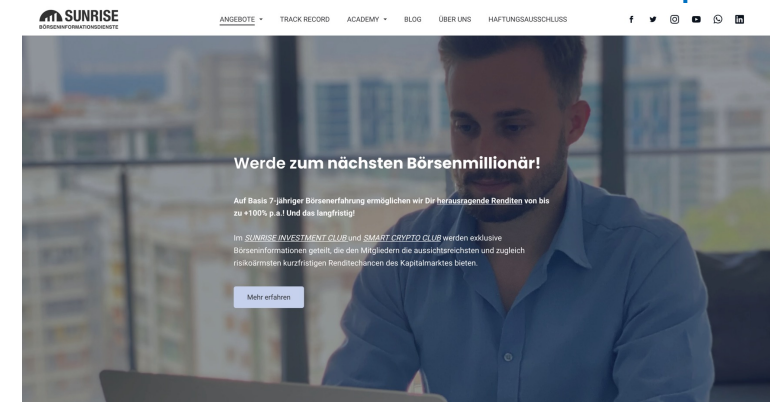 SUNRISE
BÖRSENINFORMATIONSDIENSTE
ANGEBOTE TRACK RECORD ACADEMY BLOG ÜBER UNS HAFTUNGSAUSSCHLUSS
Werde zum nächsten Börsenmillionär!
Auf Basis 7-jähriger Börsenerfahrung ermöglichen wir Dir herausragende Renditen von bis
zu +100% p.a.! Und das langfristig!
Im SUNRISE INVESTMENT CLUB und SMART CRYPTO CLUB werden exklusive
Börseninformationen geteilt, die den Mitgliedern die aussichtsreichsten und zugleich
risikoärmsten kurzfristigen Renditechancen des Kapitalmarktes bieten.
Mehr erfahren